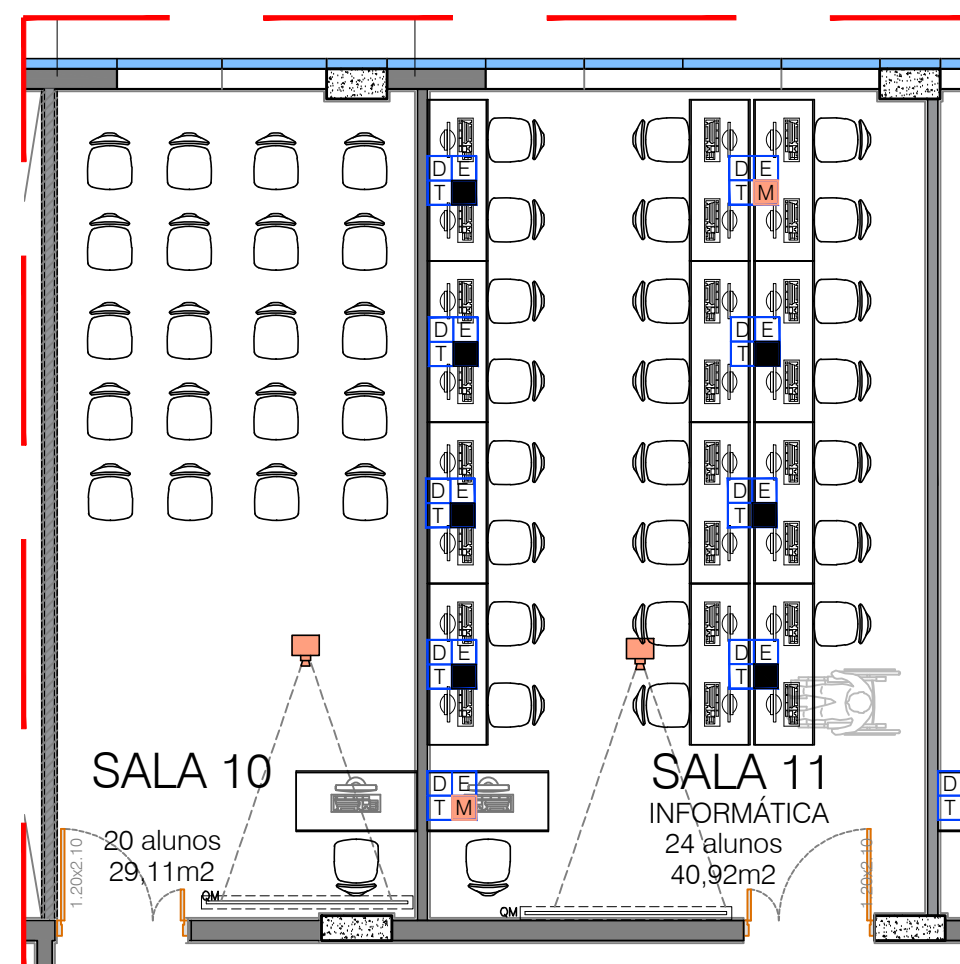 D E
T
D E
T M
D E
T
D E
T
D E
T
D E
T
D E
T
D E
T
SALA 10
20 alunos
29,11m2
1.20x2.10
QM
D E
T M
SALA 11
INFORMÁTICA
24 alunos
40,92m2
1.20x2.10
QM
D
T